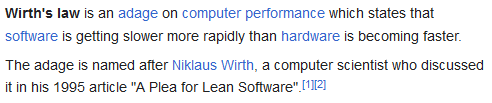 Wirth's law is an adage on computer performance which states that
software is getting slower more rapidly than hardware is becoming faster.
The adage is named after Niklaus Wirth, a computer scientist who discussed
it in his 1995 article "A Plea for Lean Software".[1][2]